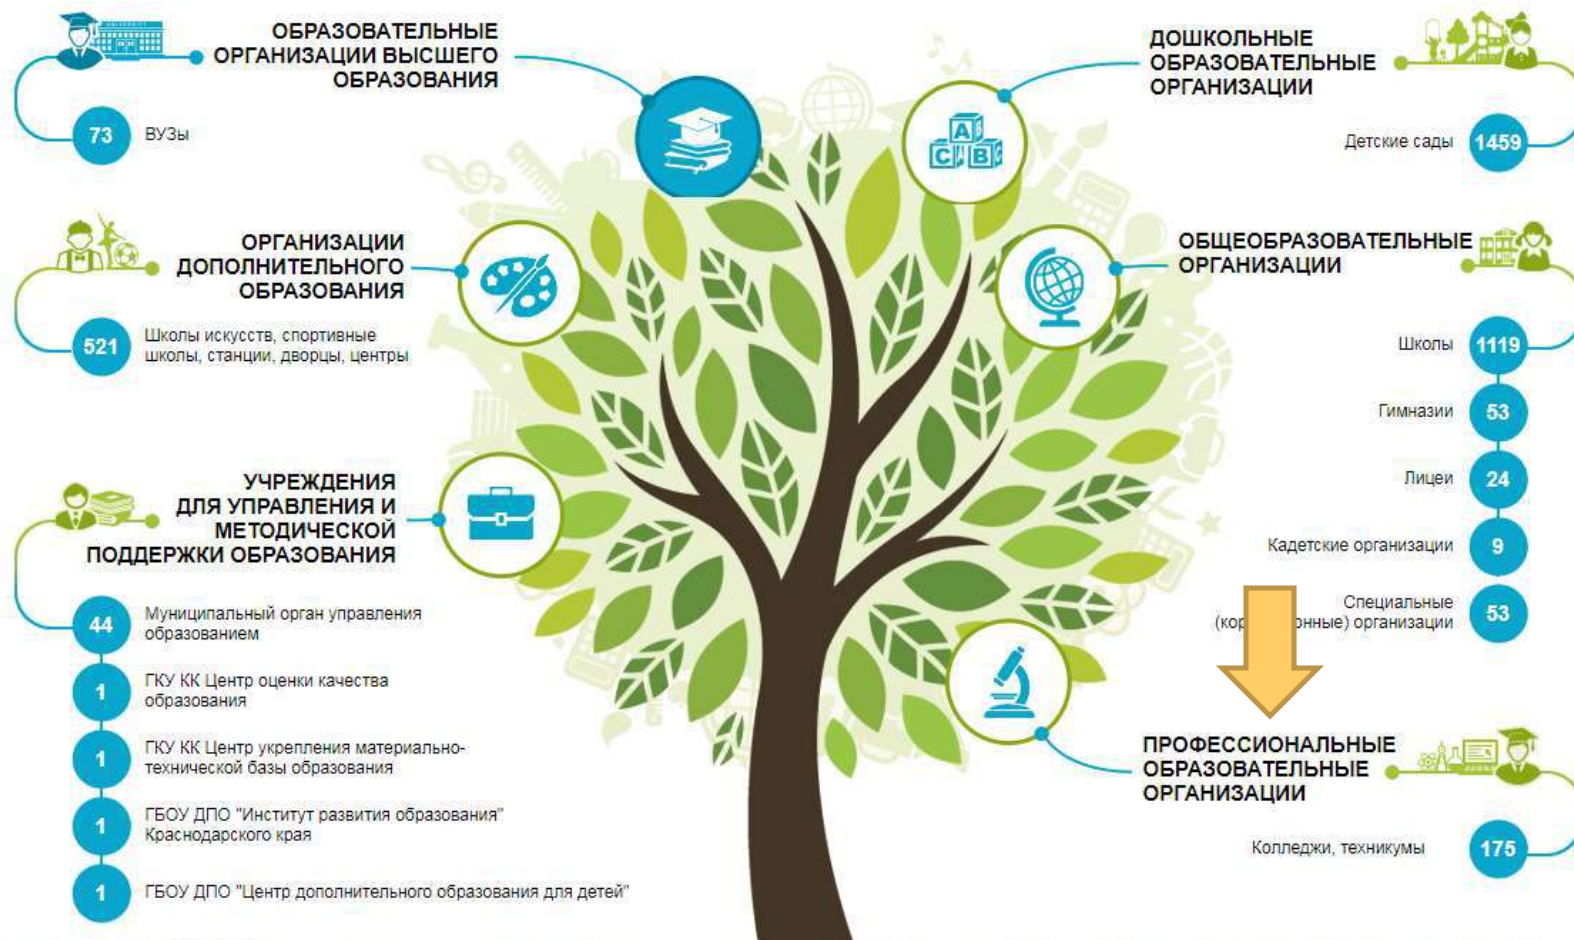 ОБРАЗОВАТЕЛЬНЫЕ
ОРГАНИЗАЦИИ ВЫСШЕГО
ОБРАЗОВАНИЯ
73 ВУЗы
ОРГАНИЗАЦИИ
ДОПОЛНИТЕЛЬНОГО
ОБРАЗОВАНИЯ
521 Школы искусств, спортивные
школы, станции, дворцы, центры
УЧРЕЖДЕНИЯ
ДЛЯ УПРАВЛЕНИЯ И
МЕТОДИЧЕСКОЙ
ПОДДЕРЖКИ ОБРАЗОВАНИЯ
44 Муниципальный орган управления
образованием
1 ГКУ КК Центр оценки качества
образования
1 ГКУ КК Центр укрепления материально-
технической базы образования
1 ГБОУ ДПО "Институт развития образования"
Краснодарского края
1 ГБОУ ДПО "Центр дополнительного образования для детей"
A B
C B
ДОШКОЛЬНЫЕ
ОБРАЗОВАТЕЛЬНЫЕ
ОРГАНИЗАЦИИ
Детские сады 1459
ОБЩЕОБРАЗОВАТЕЛЬНЫЕ
ОРГАНИЗАЦИИ
Школы 1119
Гимназии 53
Лицеи 24
Кадетские организации 9
Специальные
организации 53
ПРОФЕССИОНАЛЬНЫЕ
ОБРАЗОВАТЕЛЬНЫЕ
ОРГАНИЗАЦИИ
Колледжи, техникумы 175